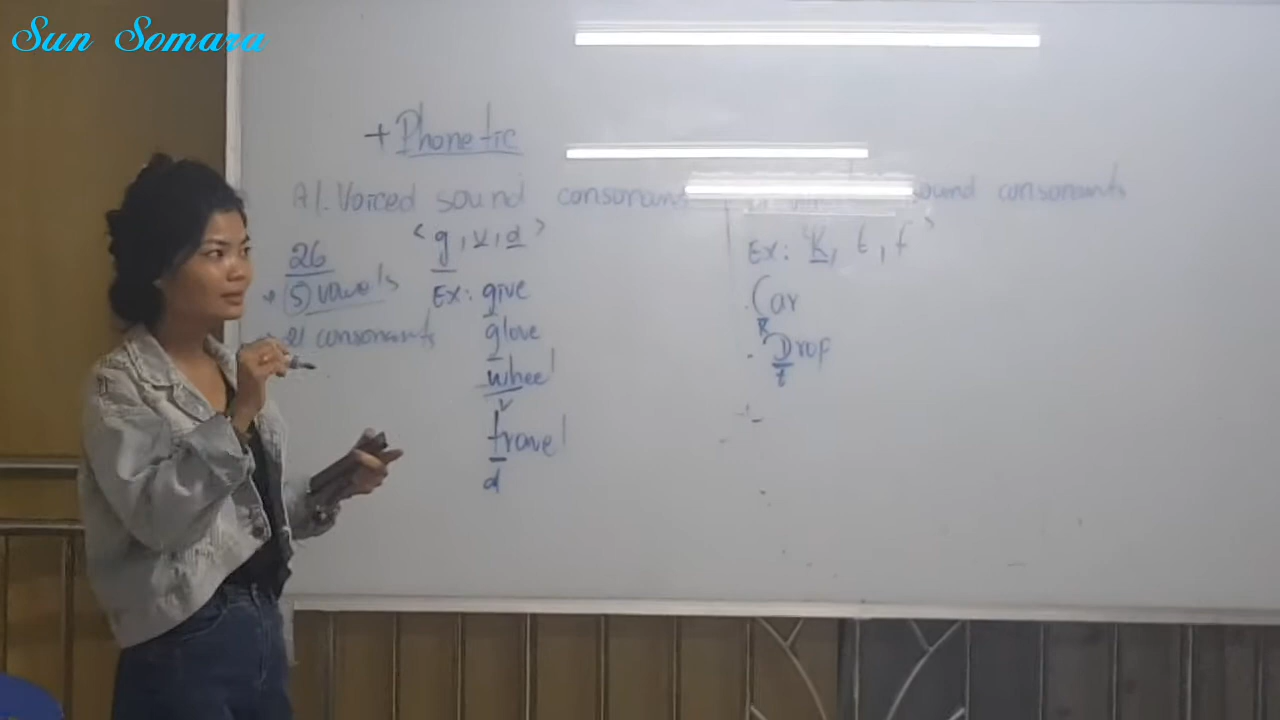 Sun Somara
+ Phonetic
A1. Voiced sound consonant
sound consonants
26
5 vowels
21 consonants
< g, v, d >
Ex: give
glove
wheel
v
travel
d
Ex: K, t, f
Car
K
Drop
t